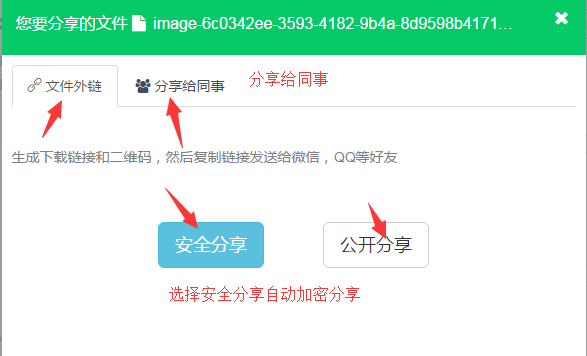 您要分享的文件 image-6c0342ee-3593-4182-9b4a-8d9598b4171...
文件外链 分享给同事 分享给同事
生成下载链接和二维码，然后复制链接发送给微信，QQ等好友
安全分享 公开分享
选择安全分享自动加密分享